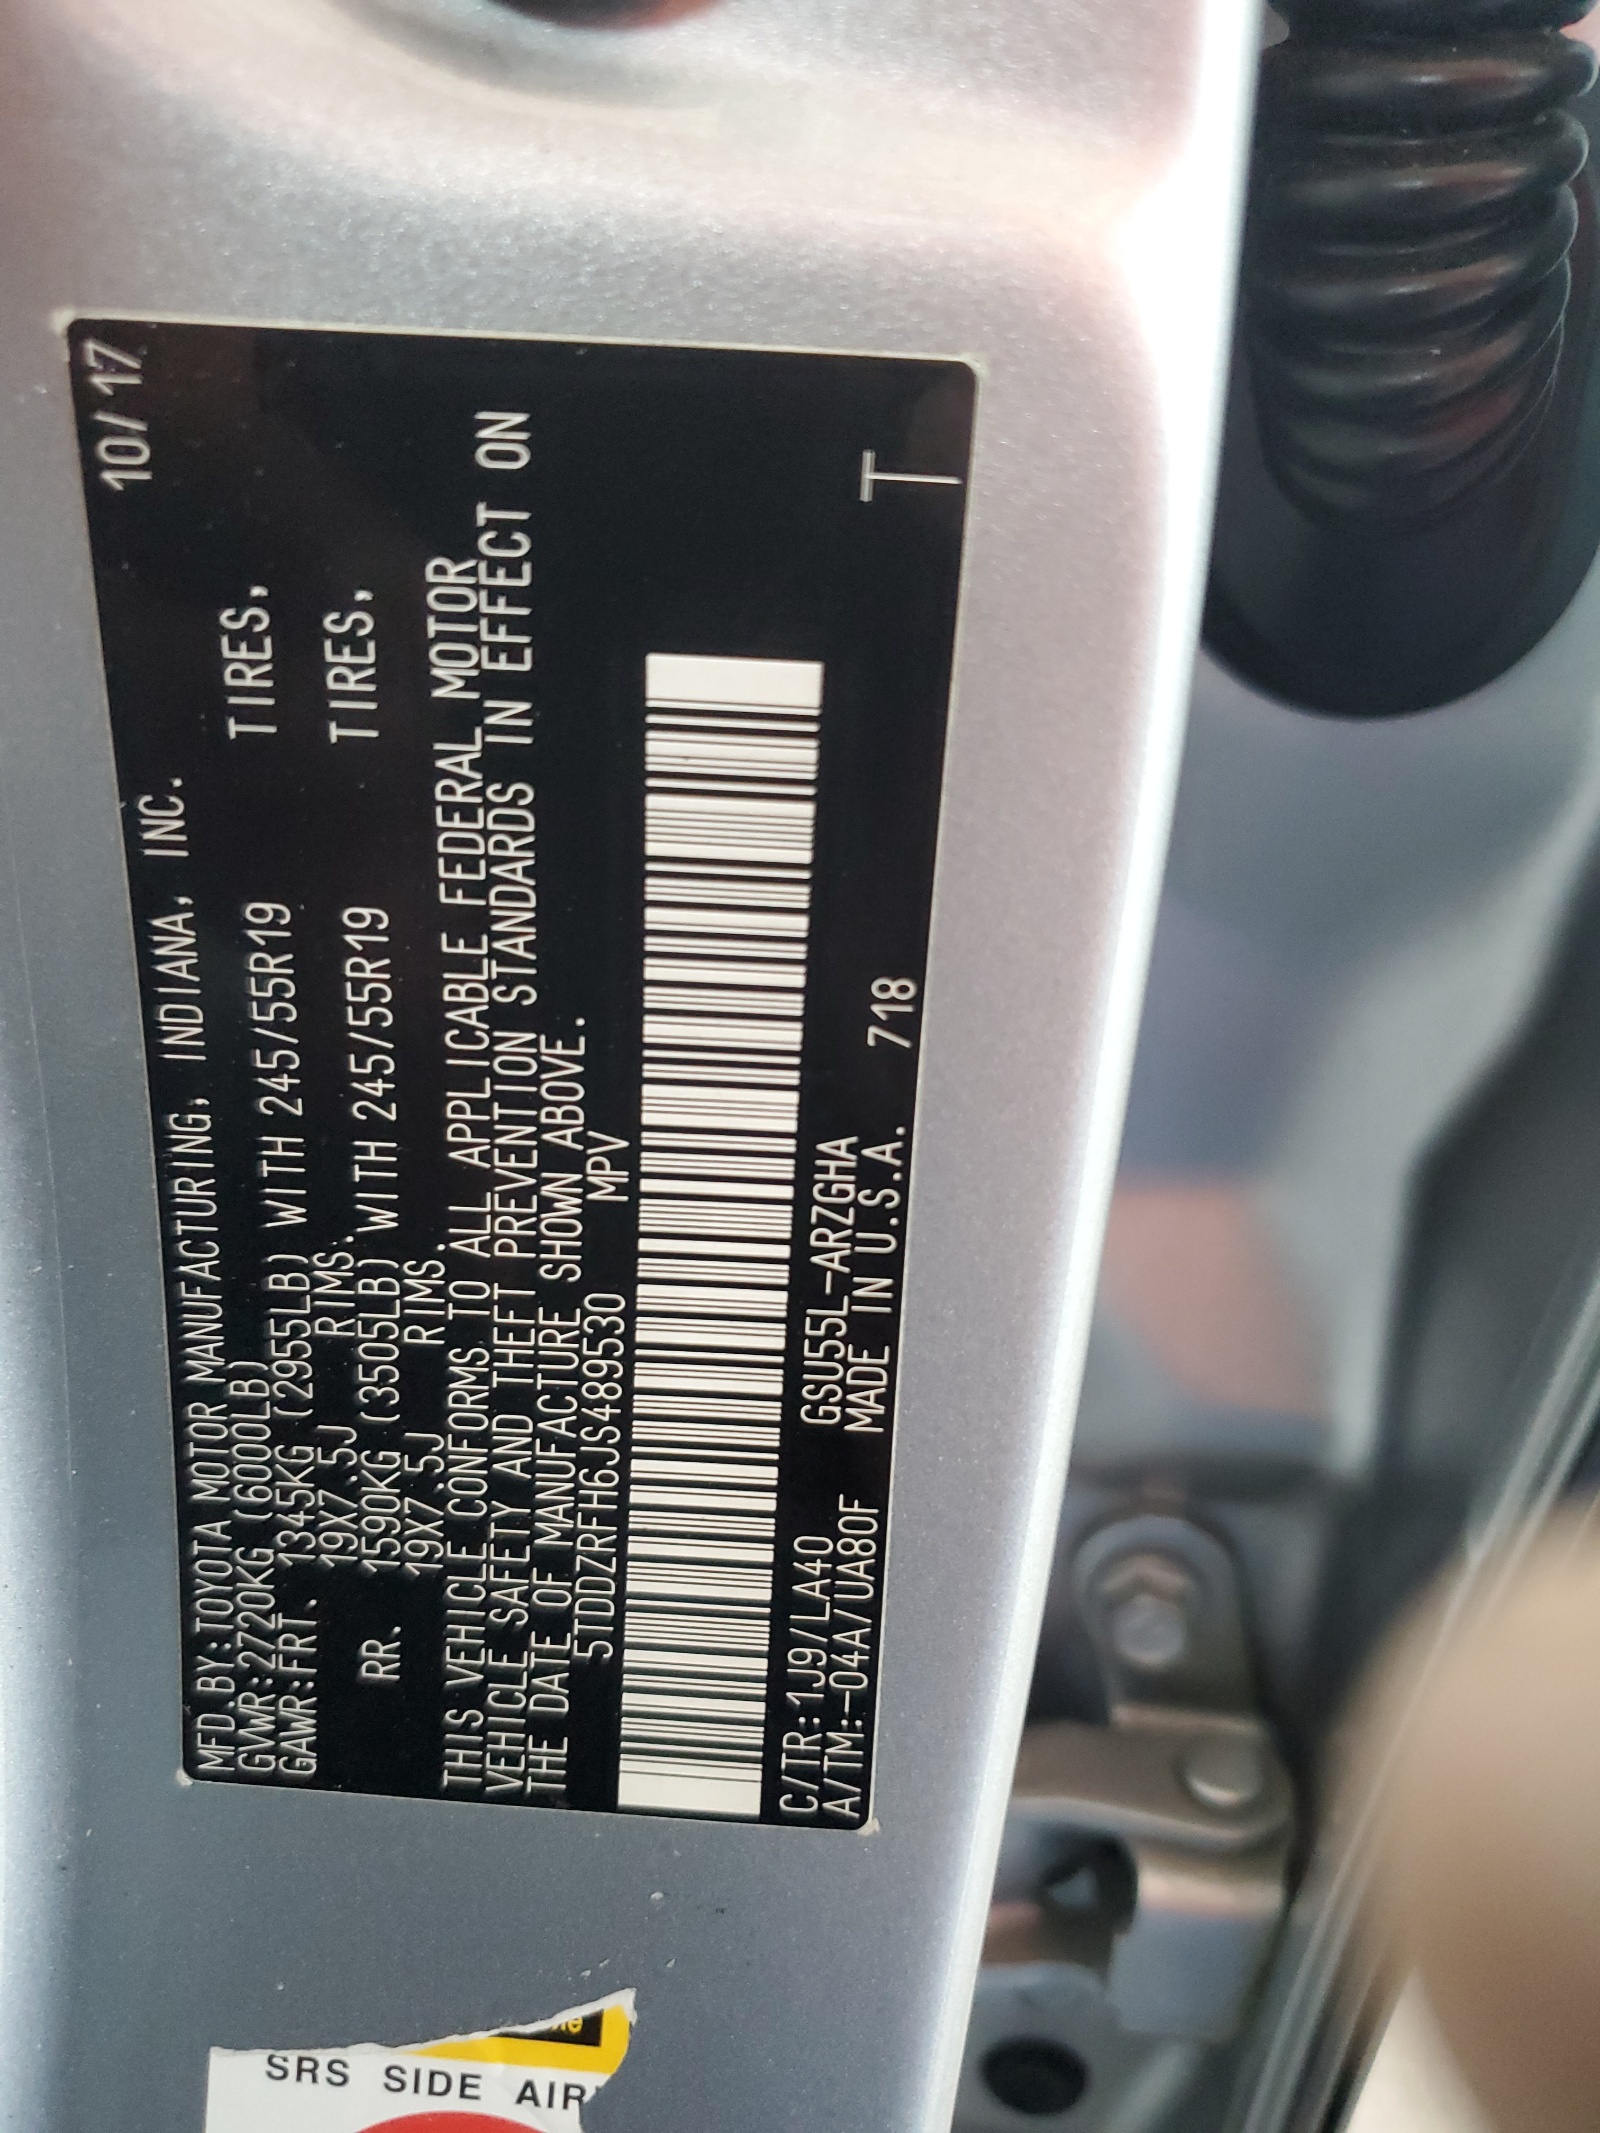 10/17
MFD.BY:TOYOTA MOTOR MANUFACTURING, INDIANA, INC.
GVWR:2720KG (6000LB)
GAWR:FRT. 1345KG (2955LB) WITH 245/55R19 TIRES,
19X7.5J RIMS.
RR. 1590KG (3505LB) WITH 245/55R19 TIRES,
19X7.5J RIMS.
THIS VEHICLE CONFORMS TO ALL APPLICABLE FEDERAL MOTOR
VEHICLE SAFETY AND THEFT PREVENTION STANDARDS IN EFFECT ON
THE DATE OF MANUFACTURE SHOWN ABOVE.
5TDDZRFH6JS489530 MPV
C/TR:1J9/LA40 GSU55L-ARZGHA
A/TM:-04A/UA80F MADE IN U.S.A. 718 T
SRS SIDE AIR